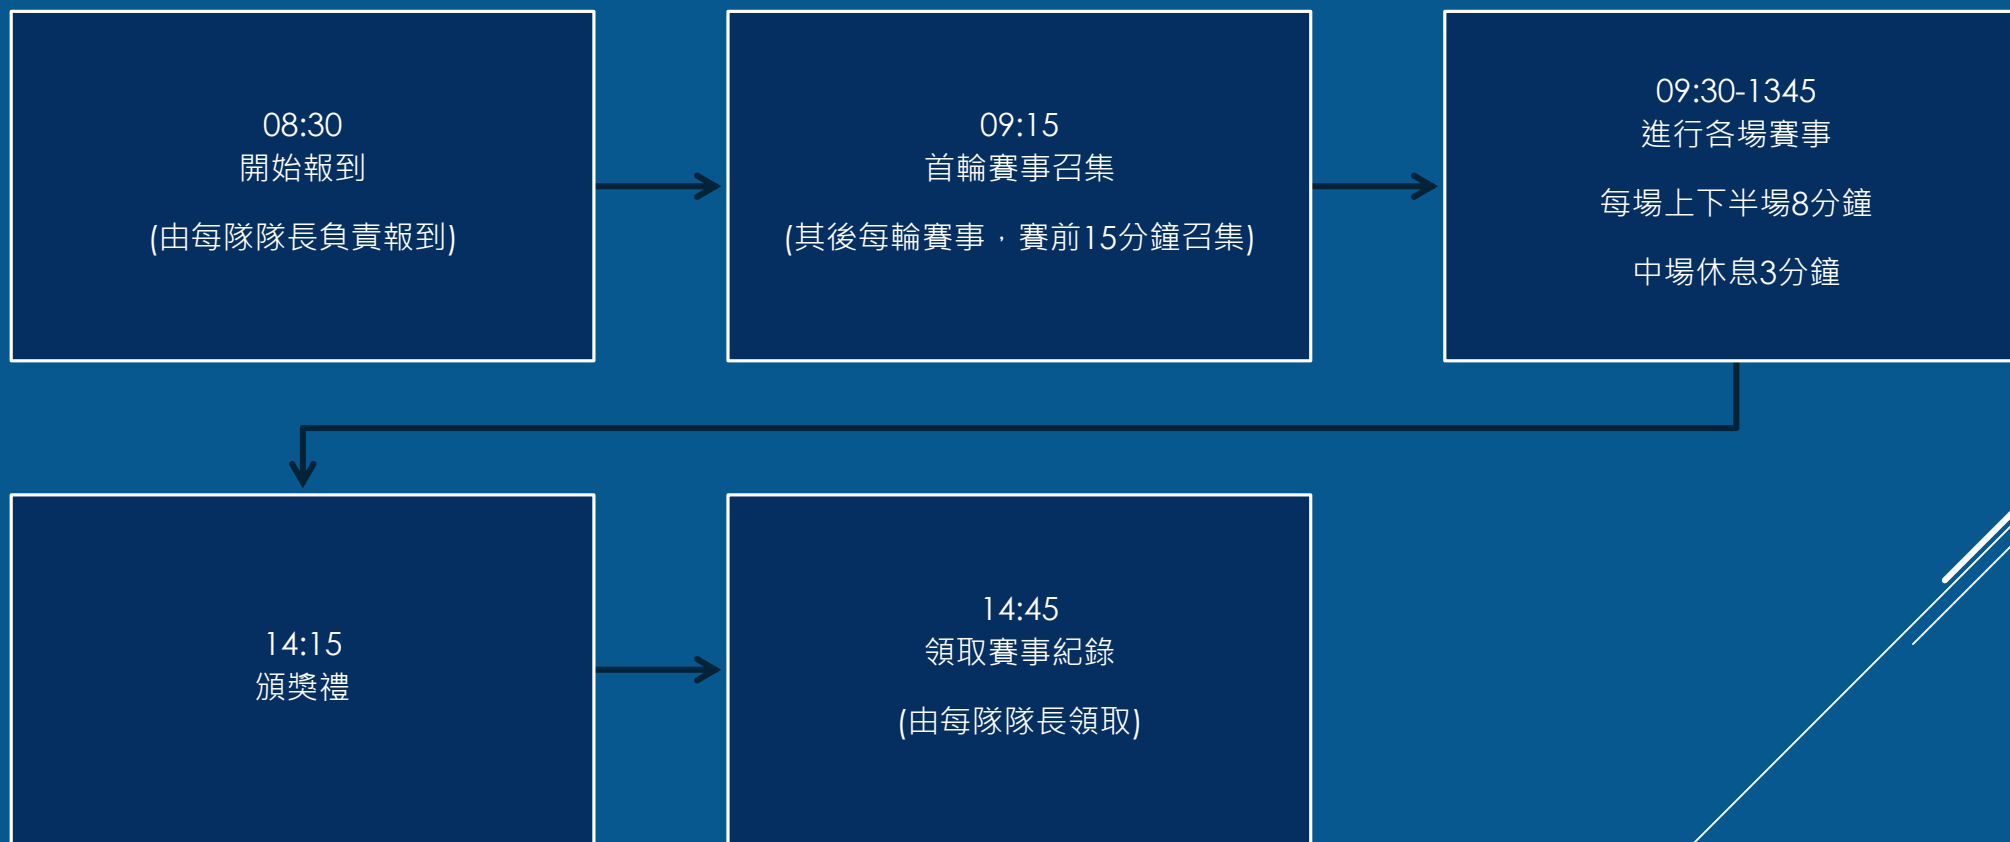 08:30
開始報到
(由每隊隊長負責報到)
09:15
首輪賽事召集
(其後每輪賽事，賽前15分鐘召集)
09:30-1345
進行各場賽事
每場上下半場8分鐘
中場休息3分鐘
14:15
頒獎禮
14:45
領取賽事紀錄
(由每隊隊長領取)